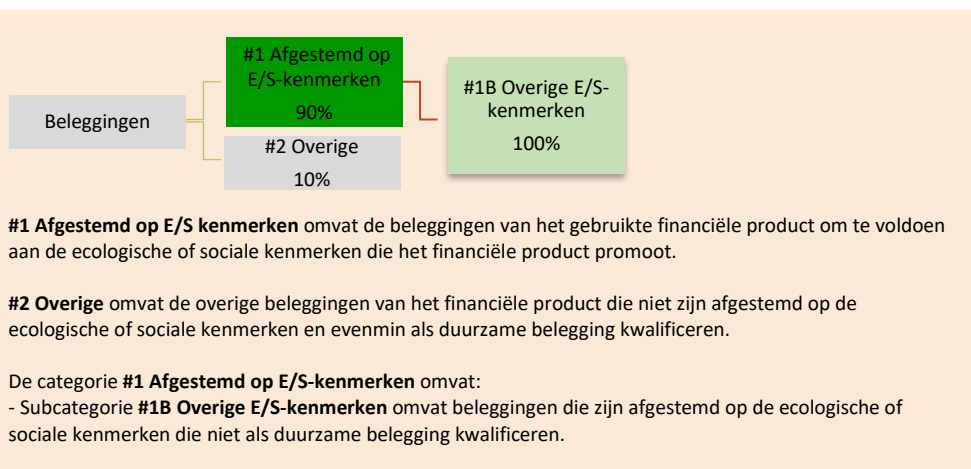 #1 Afgestemd op
E/S-kenmerken
90%
#1B Overige E/S-
kenmerken
100%
Beleggingen
#2 Overige
10%
#1 Afgestemd op E/S kenmerken omvat de beleggingen van het gebruikte financiële product om te voldoen
aan de ecologische of sociale kenmerken die het financiële product promoot.
#2 Overige omvat de overige beleggingen van het financiële product die niet zijn afgestemd op de
ecologische of sociale kenmerken en evenmin als duurzame belegging kwalificeren.
De categorie #1 Afgestemd op E/S-kenmerken omvat:
- Subcategorie #1B Overige E/S-kenmerken omvat beleggingen die zijn afgestemd op de ecologische of
sociale kenmerken die niet als duurzame belegging kwalificeren.